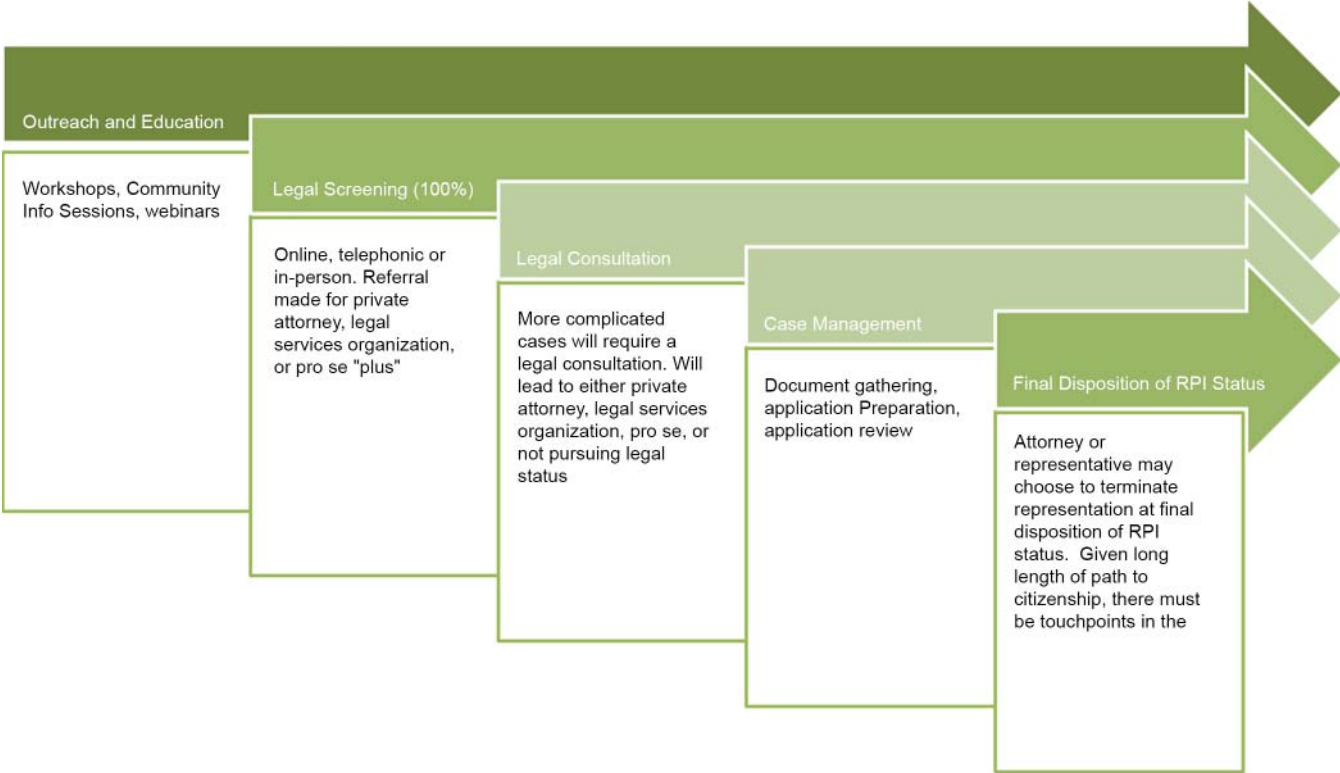 Outreach and Education
Workshops, Community
Info Sessions, webinars
Legal Screening (100%)
Online, telephonic or
in-person. Referral
made for private
attorney, legal
services organization,
or pro se "plus"
Legal Consultation
More complicated
cases will require a
legal consultation. Will
lead to either private
attorney, legal services
organization, pro se, or
not pursuing legal
status
Case Management
Document gathering,
application Preparation,
application review
Final Disposition of RPI Status
Attorney or
representative may
choose to terminate
representation at final
disposition of RPI
status.  Given long
length of path to
citizenship, there must
be touchpoints in the